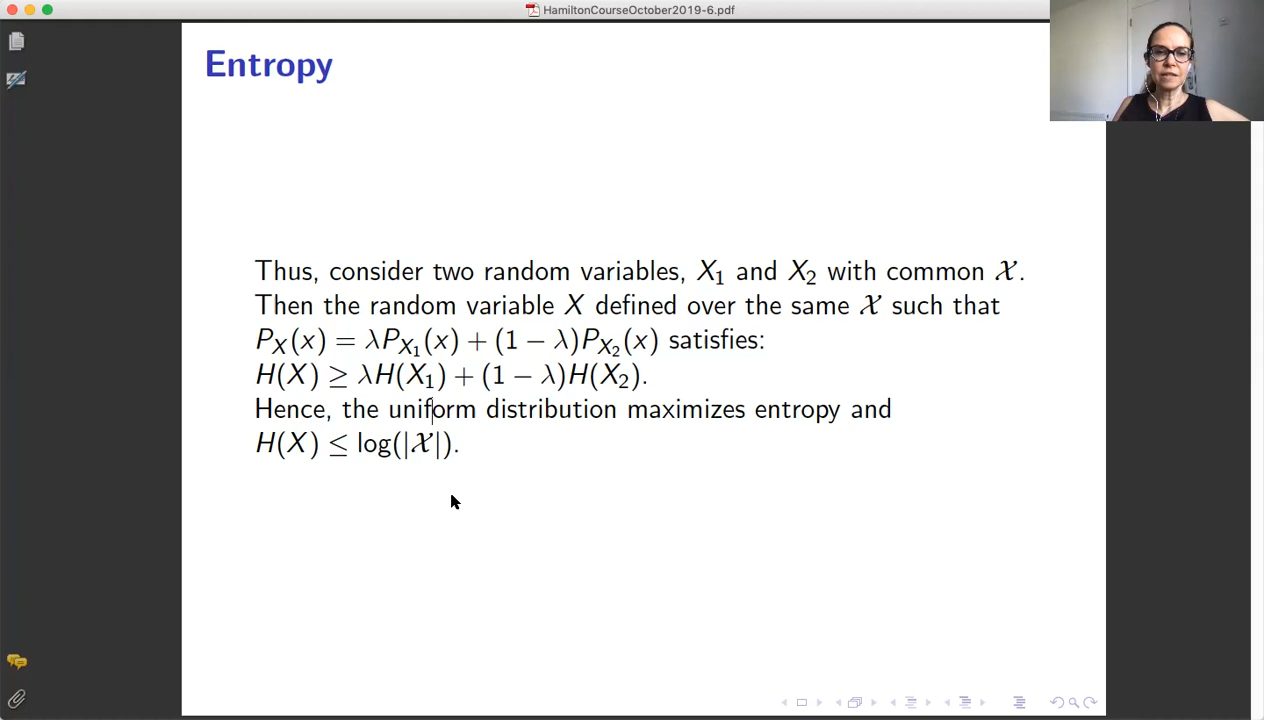 HamiltonCourseOctober2019-6.pdf
Entropy
Thus, consider two random variables, X₁ and X₂ with common 𝒳.
Then the random variable X defined over the same 𝒳 such that
P_X(x) = λP_{X₁}(x) + (1 − λ)P_{X₂}(x) satisfies:
H(X) ≥ λH(X₁) + (1 − λ)H(X₂).
Hence, the uniform distribution maximizes entropy and
H(X) ≤ log(|𝒳|).